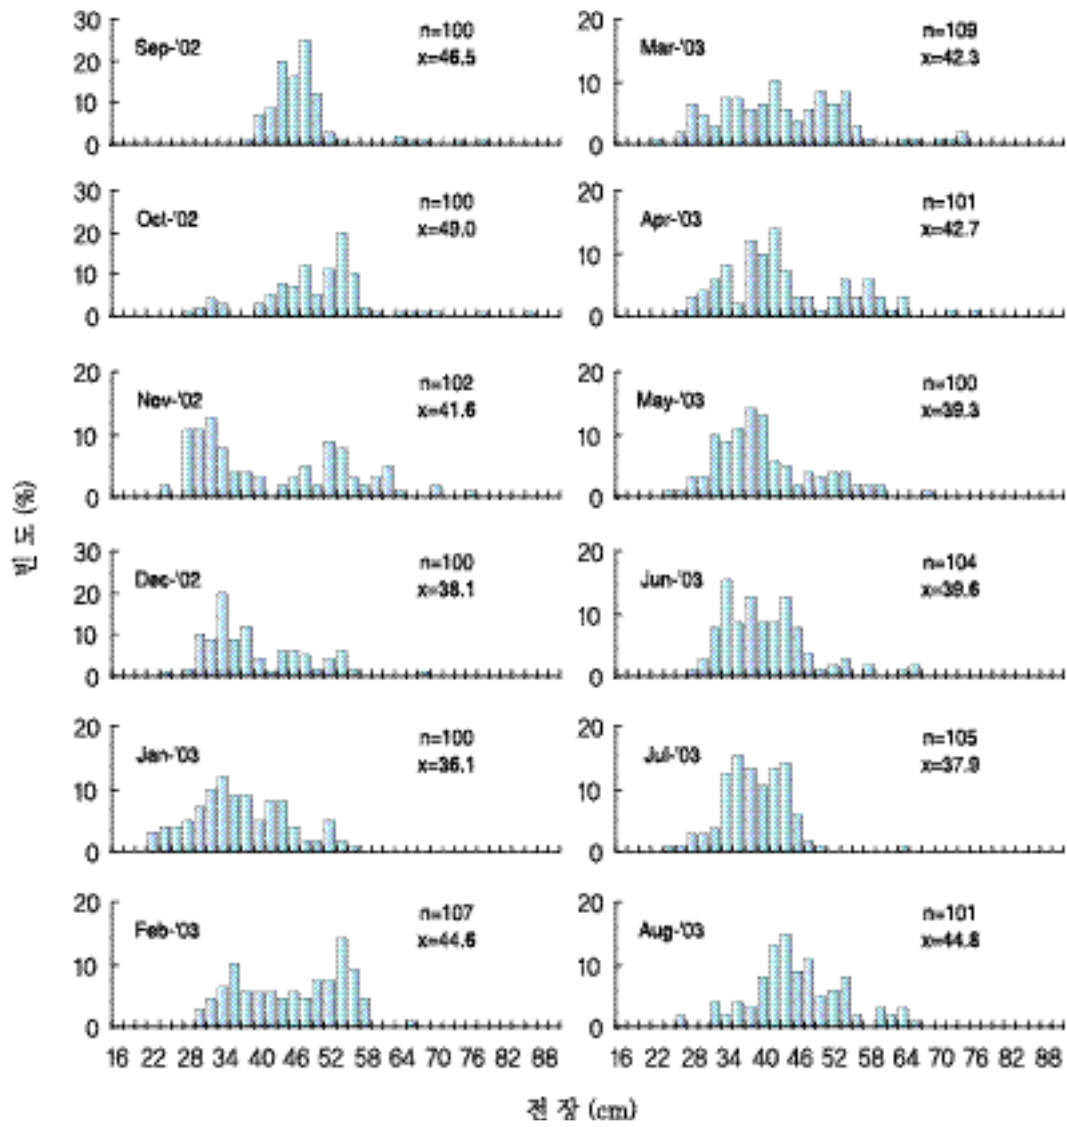 빈 도 (%)
30
20
10
0
Sep-'02
n=100
x=46.5
30
20
10
0
Oct-'02
n=100
x=49.0
20
10
0
Nov-'02
n=102
x=41.6
30
20
10
0
Dec-'02
n=100
x=38.1
20
10
0
Jan-'03
n=100
x=36.1
20
10
0
Feb-'03
n=107
x=44.6
16 22 28 34 40 46 52 58 64 70 76 82 88
20
10
0
Mar-'03
n=109
x=42.3
20
10
0
Apr-'03
n=101
x=42.7
20
10
0
May-'03
n=100
x=39.3
20
10
0
Jun-'03
n=104
x=39.6
20
10
0
Jul-'03
n=105
x=37.9
20
10
0
Aug-'03
n=101
x=44.8
16 22 28 34 40 46 52 58 64 70 76 82 88
전 장 (cm)